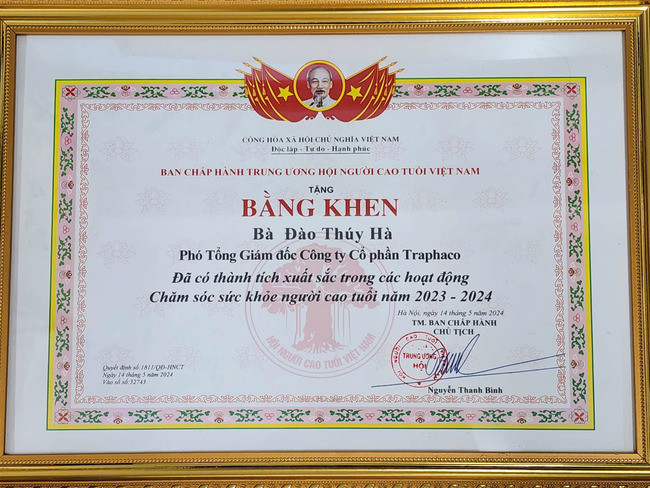 CỘNG HÒA XÃ HỘI CHỦ NGHĨA VIỆT NAM
Độc lập - Tự do - Hạnh phúc
BAN CHẤP HÀNH TRUNG ƯƠNG HỘI NGƯỜI CAO TUỔI VIỆT NAM
TẶNG
BẰNG KHEN
Bà Đào Thúy Hà
Phó Tổng Giám đốc Công ty Cổ phần Traphaco
Đã có thành tích xuất sắc trong các hoạt động
Chăm sóc sức khỏe người cao tuổi năm 2023 - 2024
HỘI NGƯỜI CAO TUỔI VIỆT NAM
Hà Nội, ngày 14 tháng 5 năm 2024
TM. BAN CHẤP HÀNH
CHỦ TỊCH
TRUNG ƯƠNG
HỘI
Nguyễn Thanh Bình
Quyết định số: 181/QĐ-HNCT
Ngày 14 tháng 5 năm 2024
Vào sổ số: 32743